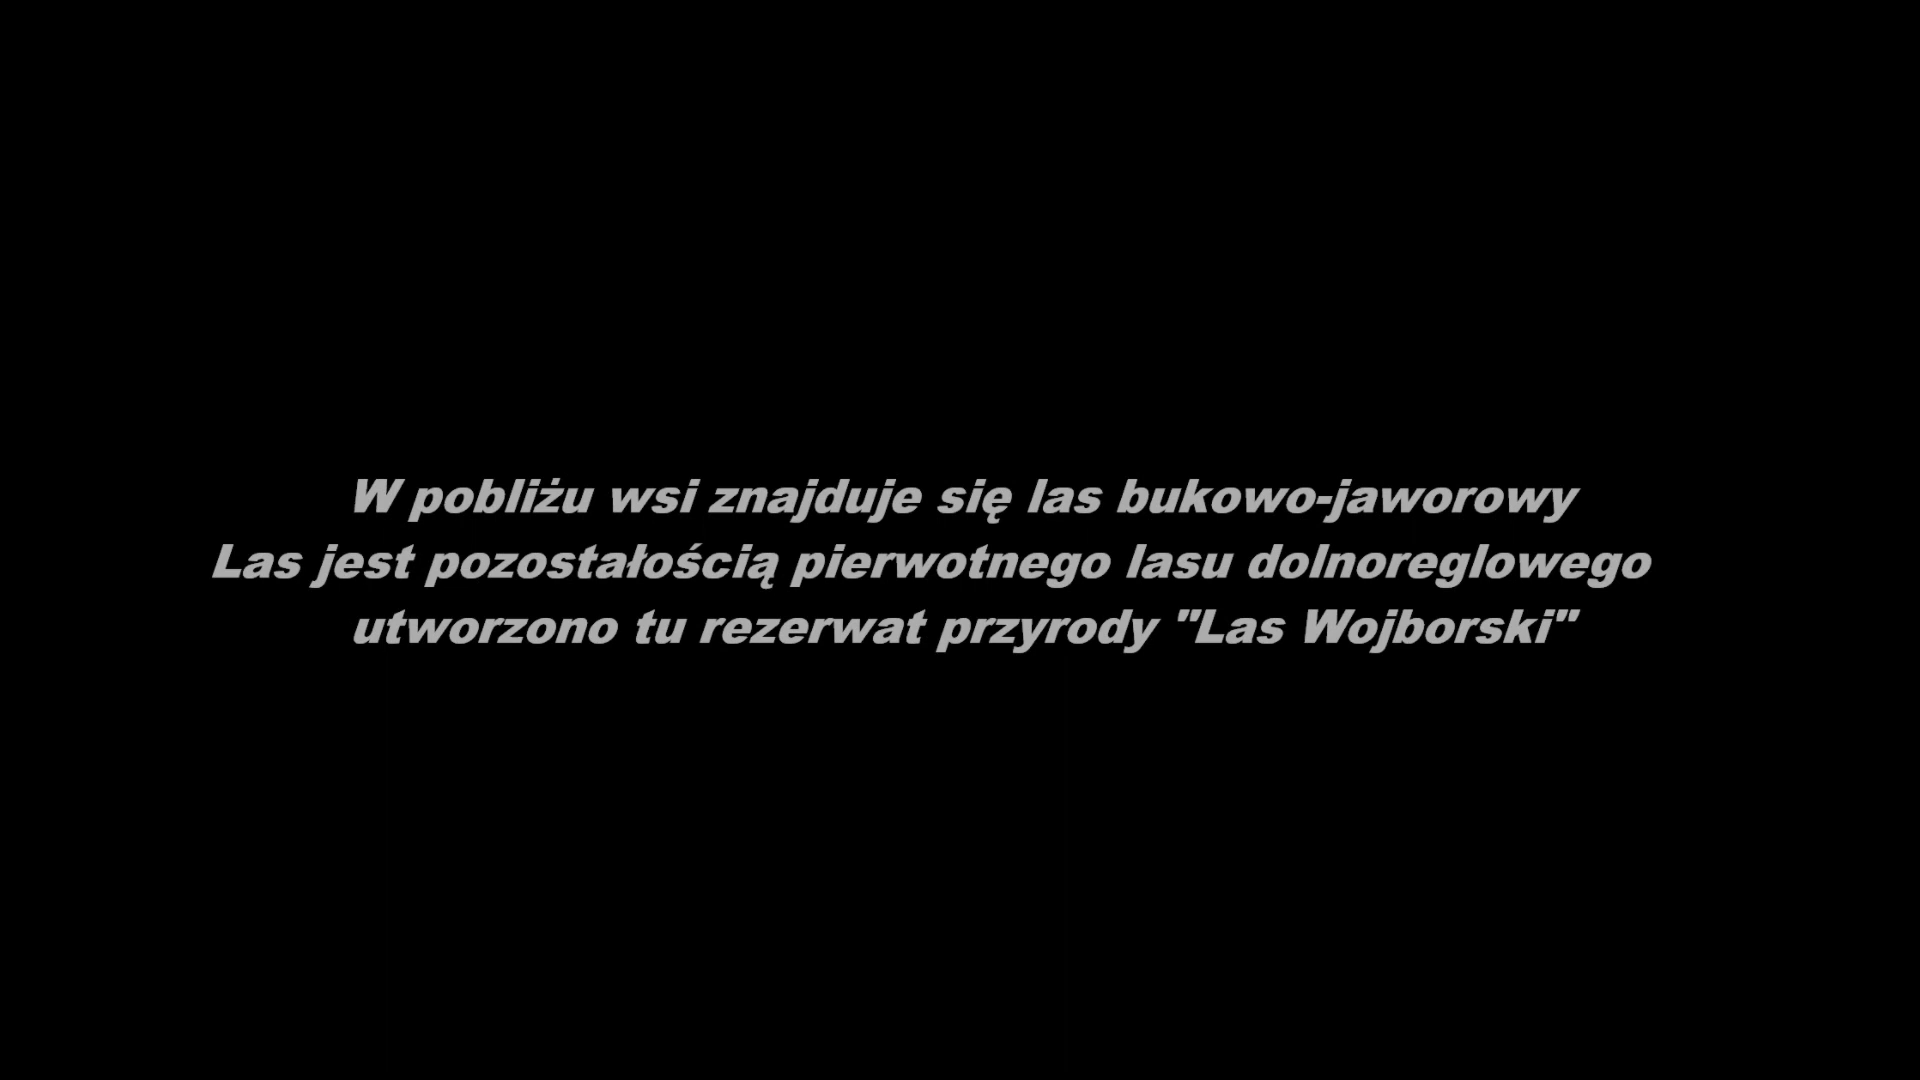 W pobliżu wsi znajduje się las bukowo-jaworowy
Las jest pozostałością pierwotnego lasu dolnoreglowego
utworzono tu rezerwat przyrody "Las Wojborski"